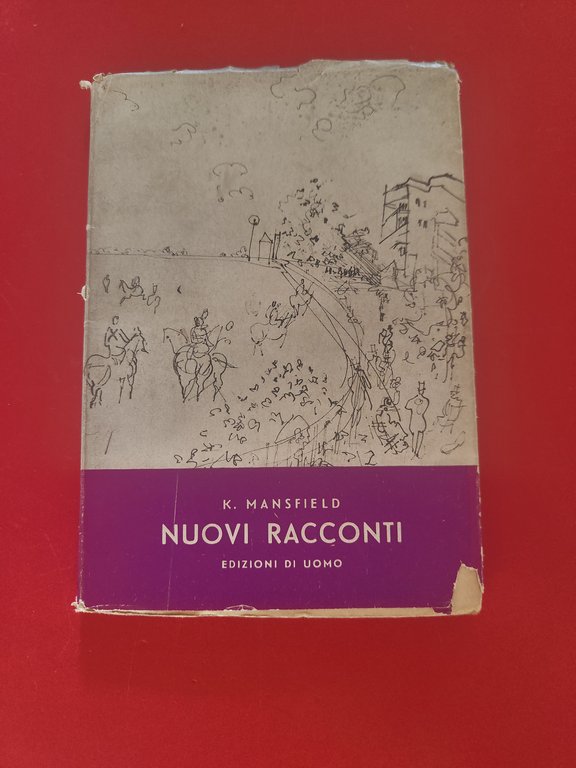 K. MANSFIELD
NUOVI RACCONTI
EDIZIONI DI UOMO